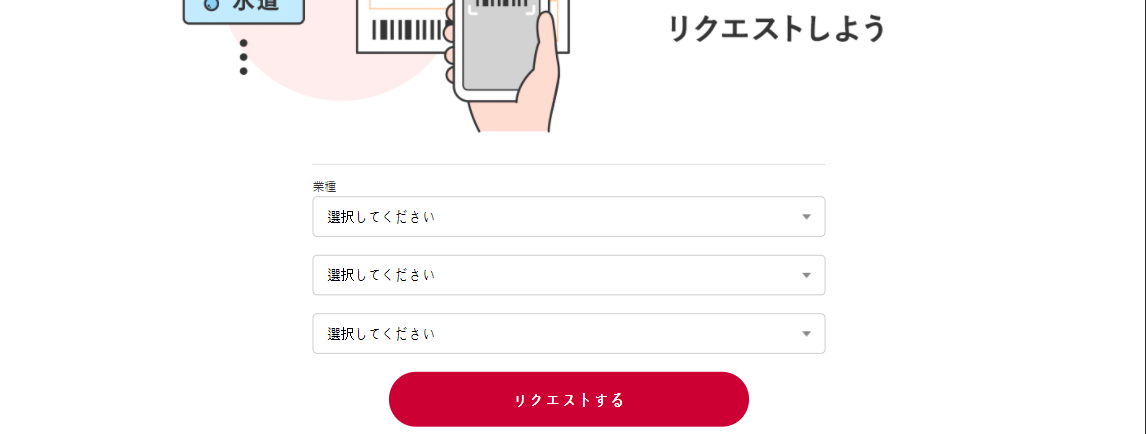 水道
リクエストしよう
業種
選択してください
選択してください
選択してください
リクエストする